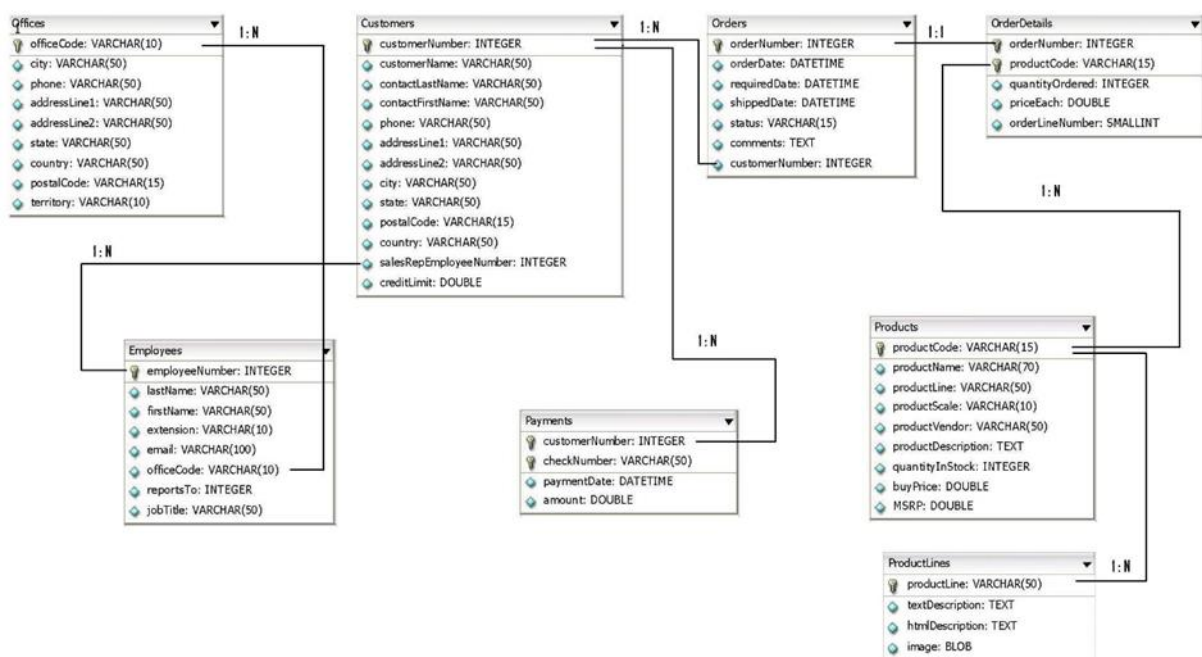 Offices
officeCode: VARCHAR(10)
city: VARCHAR(50)
phone: VARCHAR(50)
addressLine1: VARCHAR(50)
addressLine2: VARCHAR(50)
state: VARCHAR(50)
country: VARCHAR(50)
postalCode: VARCHAR(15)
territory: VARCHAR(10)
1:N
Customers
customerNumber: INTEGER
customerName: VARCHAR(50)
contactLastName: VARCHAR(50)
contactFirstName: VARCHAR(50)
phone: VARCHAR(50)
addressLine1: VARCHAR(50)
addressLine2: VARCHAR(50)
city: VARCHAR(50)
state: VARCHAR(50)
postalCode: VARCHAR(15)
country: VARCHAR(50)
salesRepEmployeeNumber: INTEGER
creditLimit: DOUBLE
1:N
Orders
orderNumber: INTEGER
orderDate: DATETIME
requiredDate: DATETIME
shippedDate: DATETIME
status: VARCHAR(15)
comments: TEXT
customerNumber: INTEGER
1:1
OrderDetails
orderNumber: INTEGER
productCode: VARCHAR(15)
quantityOrdered: INTEGER
priceEach: DOUBLE
orderLineNumber: SMALLINT
1:N
1:N
Employees
employeeNumber: INTEGER
lastName: VARCHAR(50)
firstName: VARCHAR(50)
extension: VARCHAR(10)
email: VARCHAR(100)
officeCode: VARCHAR(10)
reportsTo: INTEGER
jobTitle: VARCHAR(50)
1:N
Payments
customerNumber: INTEGER
checkNumber: VARCHAR(50)
paymentDate: DATETIME
amount: DOUBLE
Products
productCode: VARCHAR(15)
productName: VARCHAR(70)
productLine: VARCHAR(50)
productScale: VARCHAR(10)
productVendor: VARCHAR(50)
productDescription: TEXT
quantityInStock: INTEGER
buyPrice: DOUBLE
MSRP: DOUBLE
1:N
ProductLines
productLine: VARCHAR(50)
textDescription: TEXT
htmlDescription: TEXT
image: BLOB